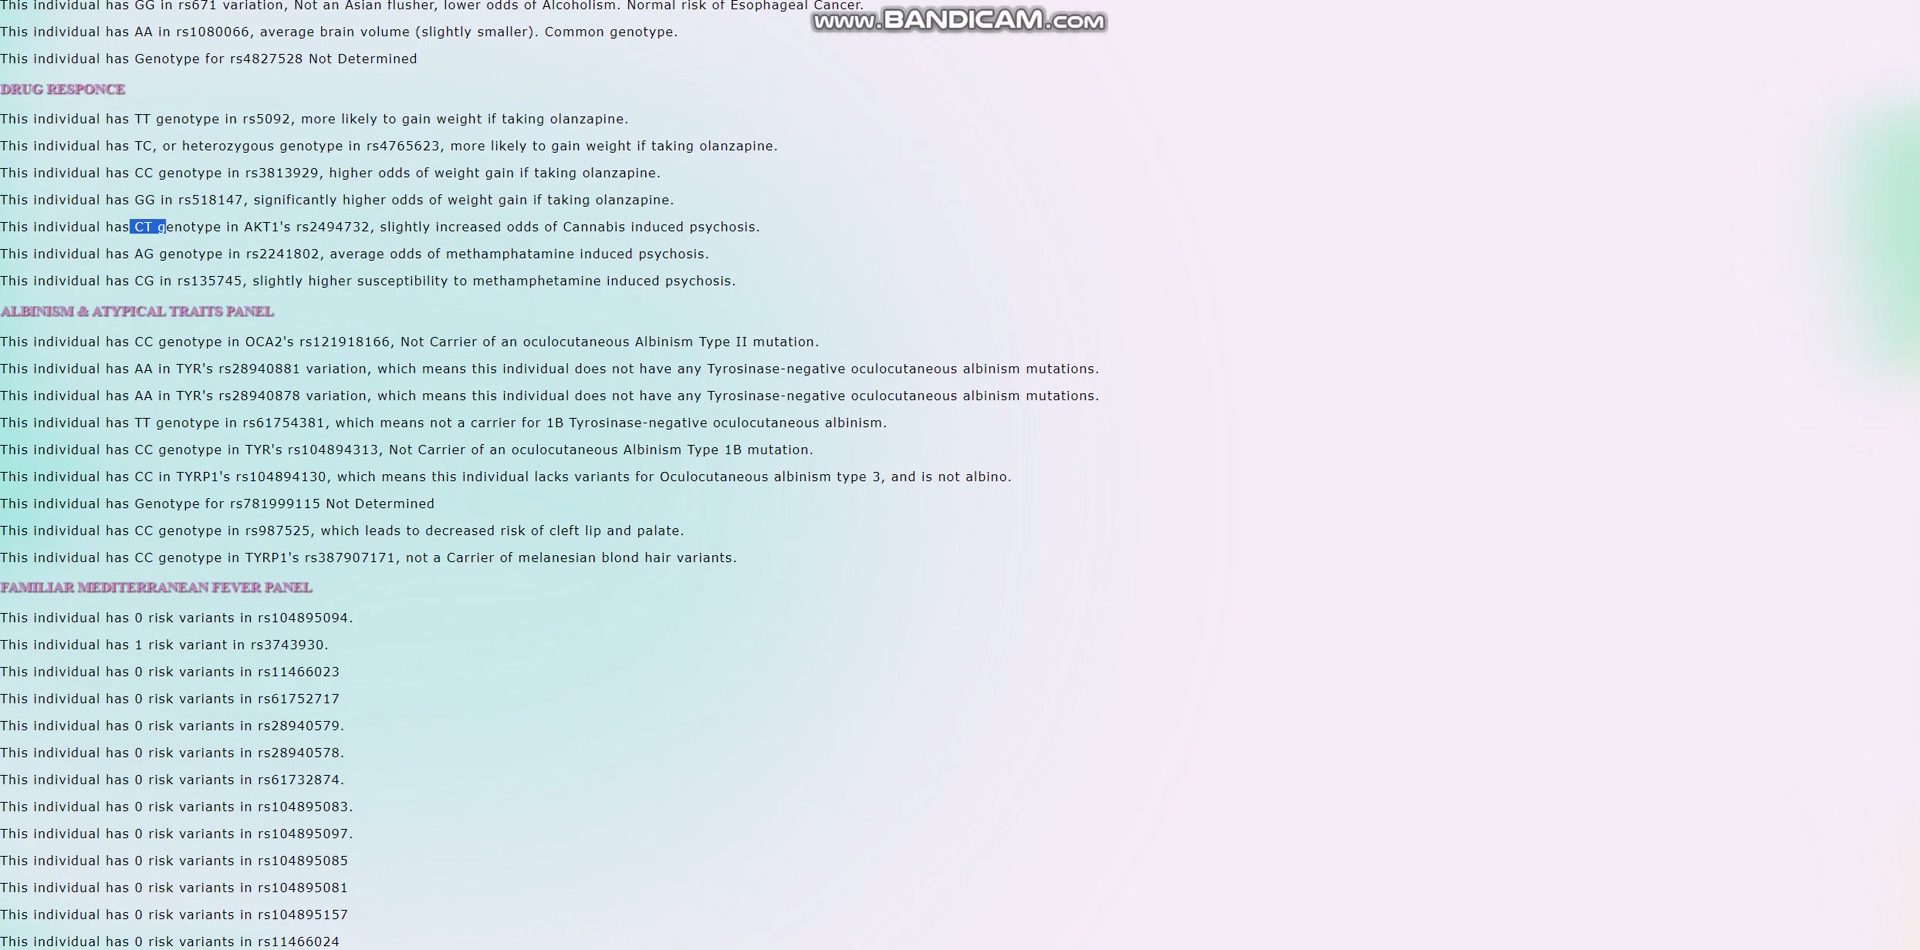 This individual has GG in rs671 variation, Not an Asian flusher, lower odds of Alcoholism. Normal risk of Esophageal Cancer.
www.BANDICAM.com
This individual has AA in rs1080066, average brain volume (slightly smaller). Common genotype.
This individual has Genotype for rs4827528 Not Determined
DRUG RESPONCE
This individual has TT genotype in rs5092, more likely to gain weight if taking olanzapine.
This individual has TC, or heterozygous genotype in rs4765623, more likely to gain weight if taking olanzapine.
This individual has CC genotype in rs3813929, higher odds of weight gain if taking olanzapine.
This individual has GG in rs518147, significantly higher odds of weight gain if taking olanzapine.
This individual has CT genotype in AKT1's rs2494732, slightly increased odds of Cannabis induced psychosis.
This individual has AG genotype in rs2241802, average odds of methamphatamine induced psychosis.
This individual has CG in rs135745, slightly higher susceptibility to methamphetamine induced psychosis.
ALBINISM & ATYPICAL TRAITS PANEL
This individual has CC genotype in OCA2's rs121918166, Not Carrier of an oculocutaneous Albinism Type II mutation.
This individual has AA in TYR's rs28940881 variation, which means this individual does not have any Tyrosinase-negative oculocutaneous albinism mutations.
This individual has AA in TYR's rs28940878 variation, which means this individual does not have any Tyrosinase-negative oculocutaneous albinism mutations.
This individual has TT genotype in rs61754381, which means not a carrier for 1B Tyrosinase-negative oculocutaneous albinism.
This individual has CC genotype in TYR's rs104894313, Not Carrier of an oculocutaneous Albinism Type 1B mutation.
This individual has CC in TYRP1's rs104894130, which means this individual lacks variants for Oculocutaneous albinism type 3, and is not albino.
This individual has Genotype for rs781999115 Not Determined
This individual has CC genotype in rs987525, which leads to decreased risk of cleft lip and palate.
This individual has CC genotype in TYRP1's rs387907171, not a Carrier of melanesian blond hair variants.
FAMILIAR MEDITERRANEAN FEVER PANEL
This individual has 0 risk variants in rs104895094.
This individual has 1 risk variant in rs3743930.
This individual has 0 risk variants in rs11466023
This individual has 0 risk variants in rs61752717
This individual has 0 risk variants in rs28940579.
This individual has 0 risk variants in rs28940578.
This individual has 0 risk variants in rs61732874.
This individual has 0 risk variants in rs104895083.
This individual has 0 risk variants in rs104895097.
This individual has 0 risk variants in rs104895085
This individual has 0 risk variants in rs104895081
This individual has 0 risk variants in rs104895157
This individual has 0 risk variants in rs11466024